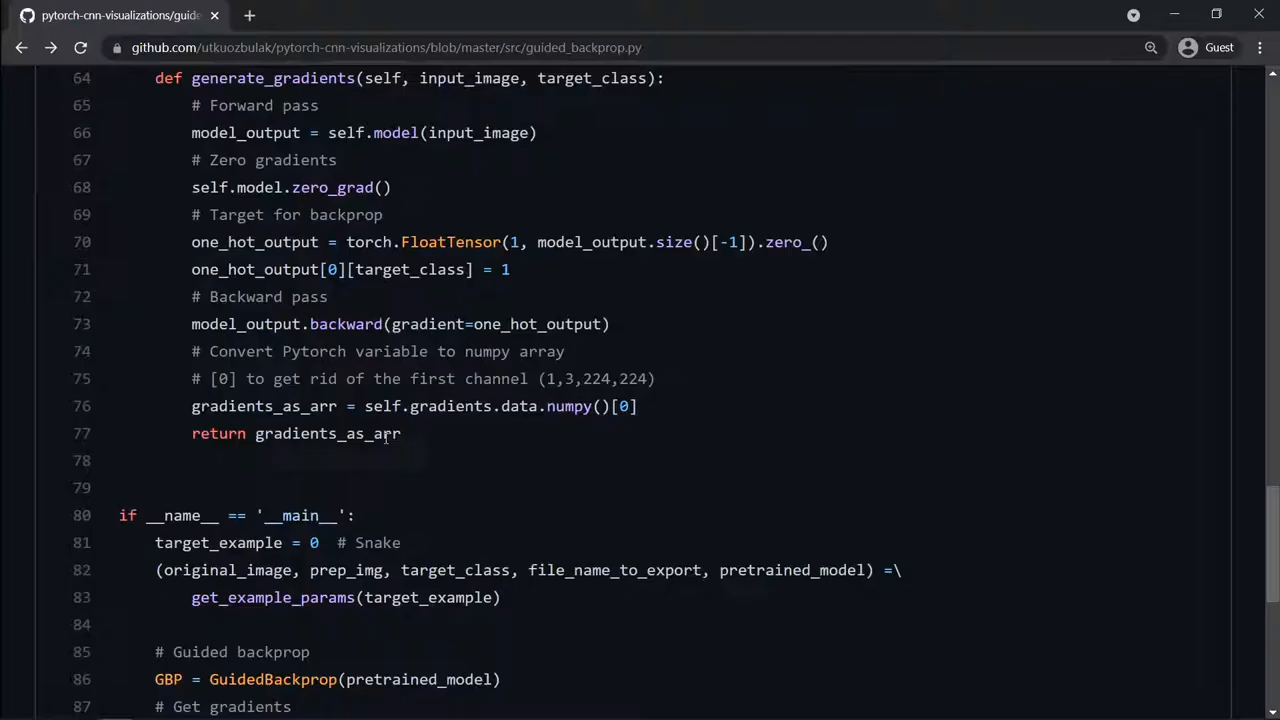 pytorch-cnn-visualizations/guide
github.com/utkuozbulak/pytorch-cnn-visualizations/blob/master/src/guided_backprop.py
Guest
64 def generate_gradients(self, input_image, target_class):
65 # Forward pass
66 model_output = self.model(input_image)
67 # Zero gradients
68 self.model.zero_grad()
69 # Target for backprop
70 one_hot_output = torch.FloatTensor(1, model_output.size()[-1]).zero_()
71 one_hot_output[0][target_class] = 1
72 # Backward pass
73 model_output.backward(gradient=one_hot_output)
74 # Convert Pytorch variable to numpy array
75 # [0] to get rid of the first channel (1,3,224,224)
76 gradients_as_arr = self.gradients.data.numpy()[0]
77 return gradients_as_arr
78
79
80 if __name__ == '__main__':
81 target_example = 0  # Snake
82 (original_image, prep_img, target_class, file_name_to_export, pretrained_model) =\
83 get_example_params(target_example)
84
85 # Guided backprop
86 GBP = GuidedBackprop(pretrained_model)
87 # Get gradients